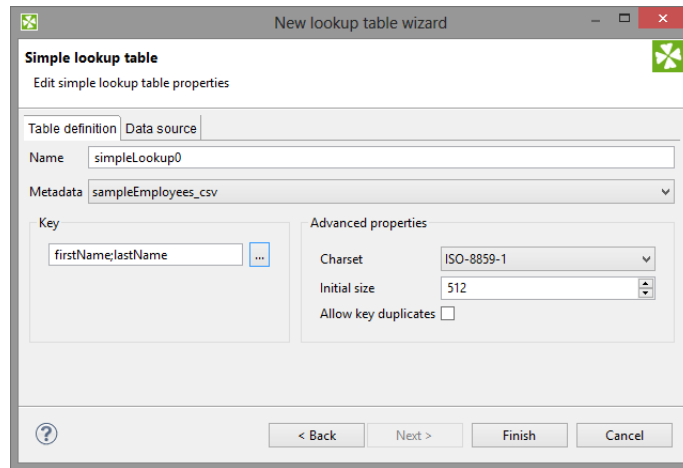 New lookup table wizard
Simple lookup table
Edit simple lookup table properties
Table definition Data source
Name simpleLookup0
Metadata sampleEmployees_csv
Key
firstName;lastName ...
Advanced properties
Charset ISO-8859-1
Initial size 512
Allow key duplicates
? < Back Next > Finish Cancel